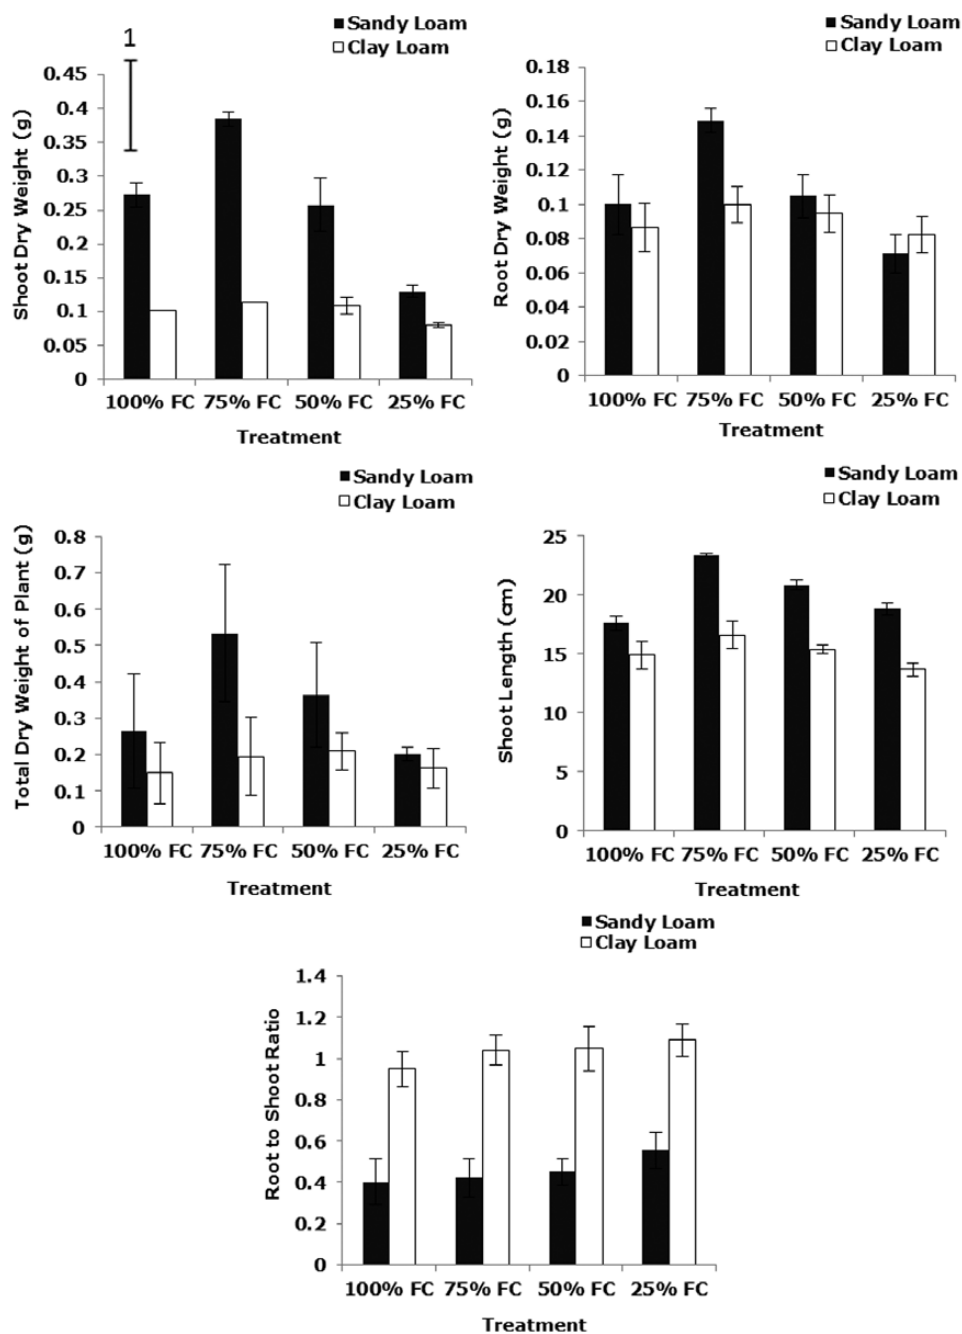 ■Sandy Loam
□Clay Loam
1
Shoot Dry Weight (g)
0.45
0.4
0.35
0.3
0.25
0.2
0.15
0.1
0.05
0
100% FC 75% FC 50% FC 25% FC
Treatment
■Sandy Loam
□Clay Loam
Root Dry Weight (g)
0.18
0.16
0.14
0.12
0.1
0.08
0.06
0.04
0.02
0
100% FC 75% FC 50% FC 25% FC
Treatment
■Sandy Loam
□Clay Loam
Total Dry Weight of Plant (g)
0.8
0.7
0.6
0.5
0.4
0.3
0.2
0.1
0
100% FC 75% FC 50% FC 25% FC
Treatment
■Sandy Loam
□Clay Loam
Shoot Length (cm)
25
20
15
10
5
0
100% FC 75% FC 50% FC 25% FC
Treatment
■Sandy Loam
□Clay Loam
Root to Shoot Ratio
1.4
1.2
1
0.8
0.6
0.4
0.2
0
100% FC 75% FC 50% FC 25% FC
Treatment